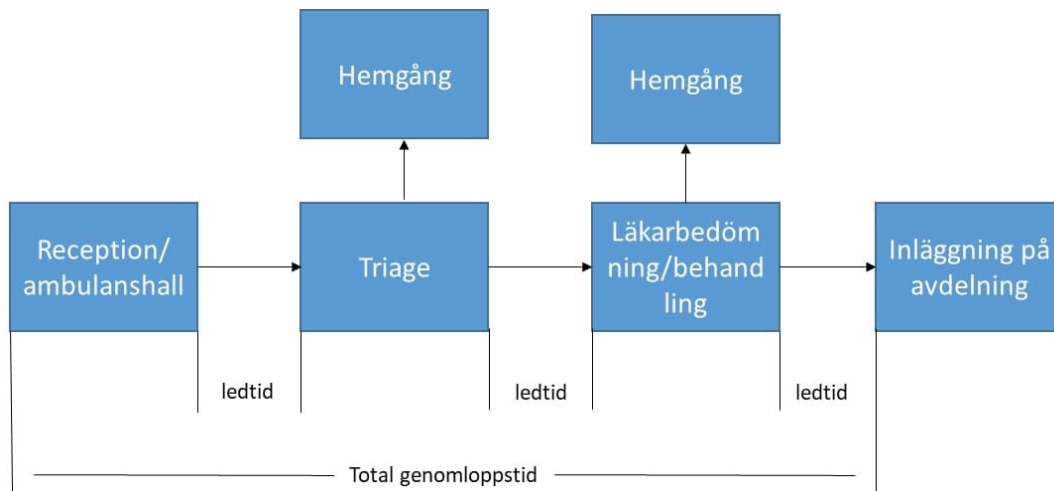 Hemgång
Hemgång
Reception/
ambulanshall
Triage
Läkarbedöm
ning/behand
ling
Inläggning på
avdelning
ledtid
ledtid
ledtid
Total genomloppstid